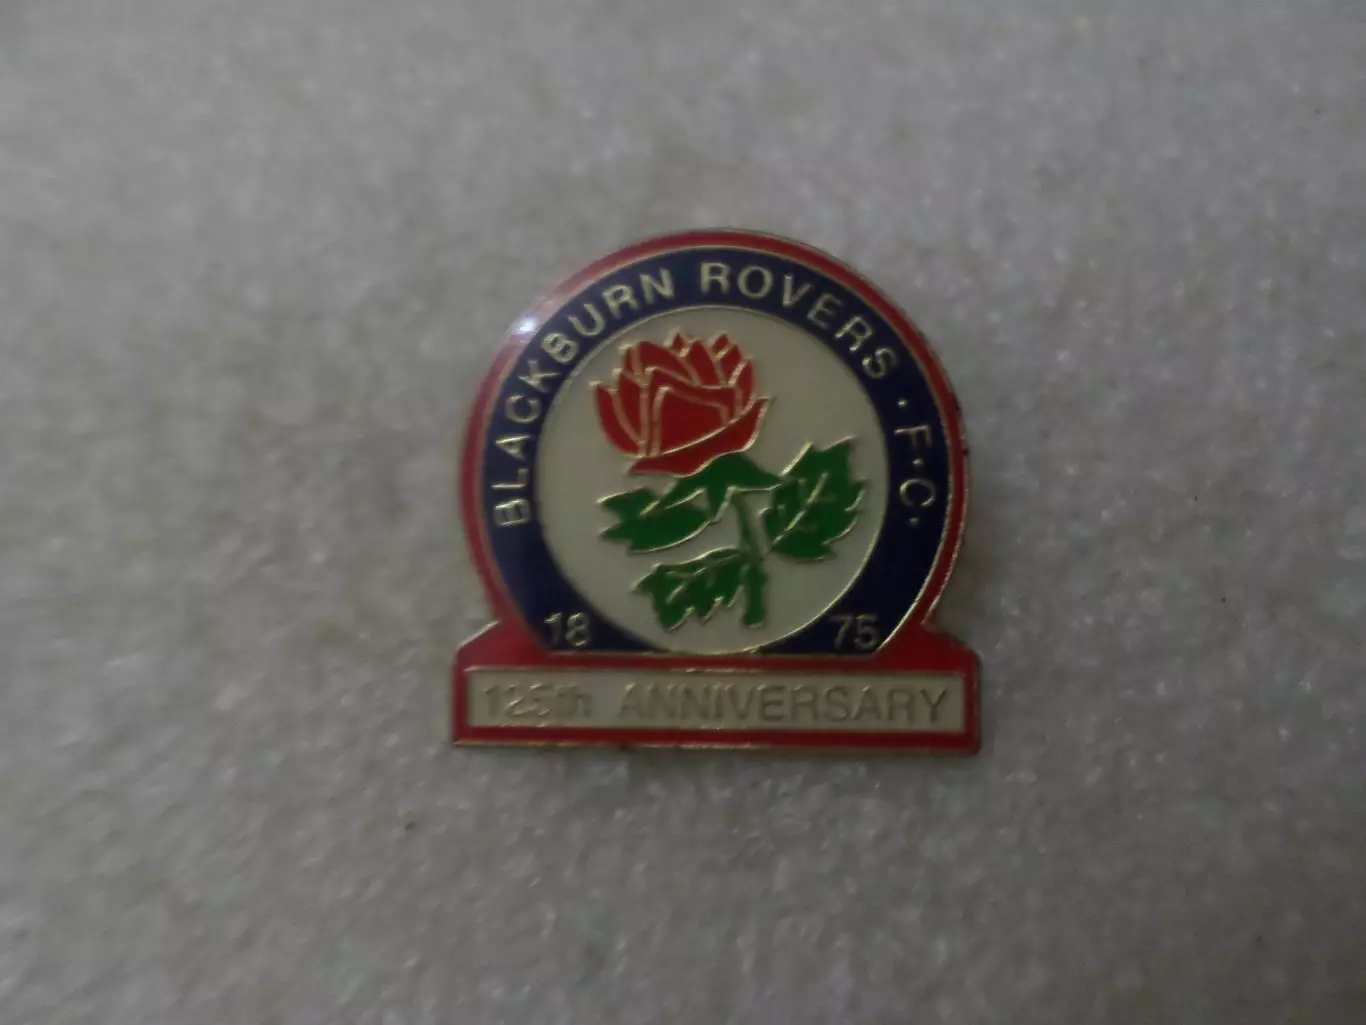 BLACKBURN ROVERS · F·C·
18 75
125th ANNIVERSARY